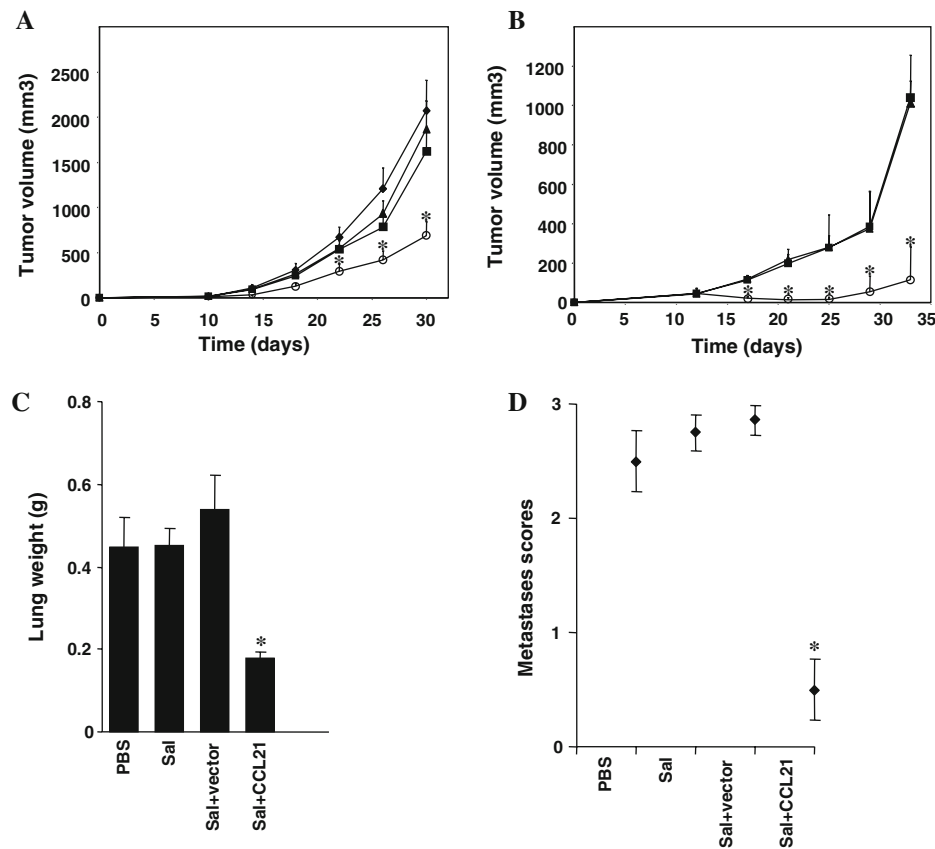 A
Tumor volume (mm3)
2500
2000
1500
1000
500
0
*
*
*
0
5
10
15
20
25
30
Time (days)
B
Tumor volume (mm3)
1200
1000
800
600
400
200
0
*
*
*
*
*
0
5
10
15
20
25
30
35
Time (days)
C
Lung weight (g)
0.8
0.6
0.4
0.2
0
*
PBS
Sal
Sal+vector
Sal+CCL21
D
Metastases scores
3
2
1
0
*
PBS
Sal
Sal+vector
Sal+CCL21